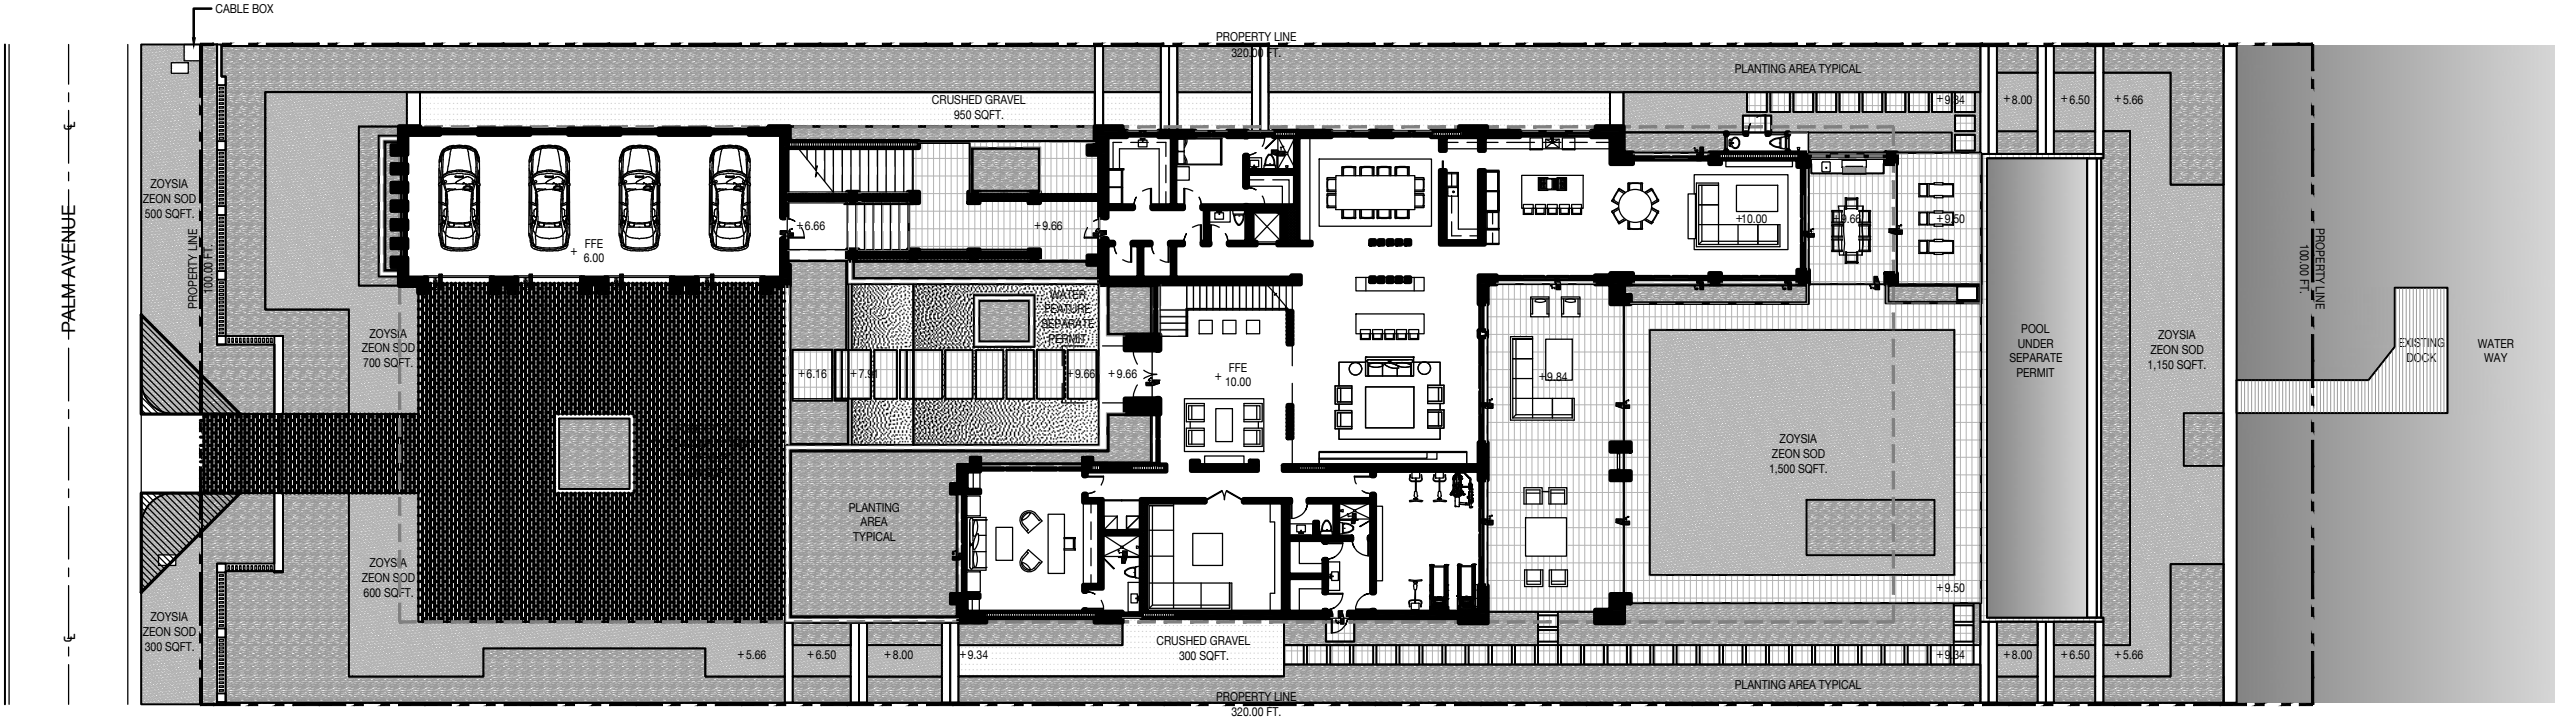 CABLE BOX
PROPERTY LINE
320.00 FT.
PLANTING AREA TYPICAL
CRUSHED GRAVEL
950 SQFT.
+9.34
+8.00
+6.50
+5.66
PALM AVENUE
ZOYSIA
ZEON SOD
500 SQFT.
PROPERTY LINE
100.00 FT.
FFE
+ 6.00
+6.66
+9.66
+10.00
+9.66
+9.50
PROPERTY LINE
100.00 FT.
ZOYSIA
ZEON SOD
700 SQFT.
WATER
FEATURE
SEPARATE
PERMIT
+6.16
+7.91
+9.66
+9.66
FFE
+ 10.00
+9.84
POOL
UNDER
SEPARATE
PERMIT
ZOYSIA
ZEON SOD
1,150 SQFT.
EXISTING
DOCK
WATER
WAY
ZOYSIA
ZEON SOD
1,500 SQFT.
PLANTING
AREA
TYPICAL
ZOYSIA
ZEON SOD
600 SQFT.
+9.50
ZOYSIA
ZEON SOD
300 SQFT.
+5.66
+6.50
+8.00
+9.34
CRUSHED GRAVEL
300 SQFT.
+9.34
+8.00
+6.50
+5.66
PLANTING AREA TYPICAL
PROPERTY LINE
320.00 FT.